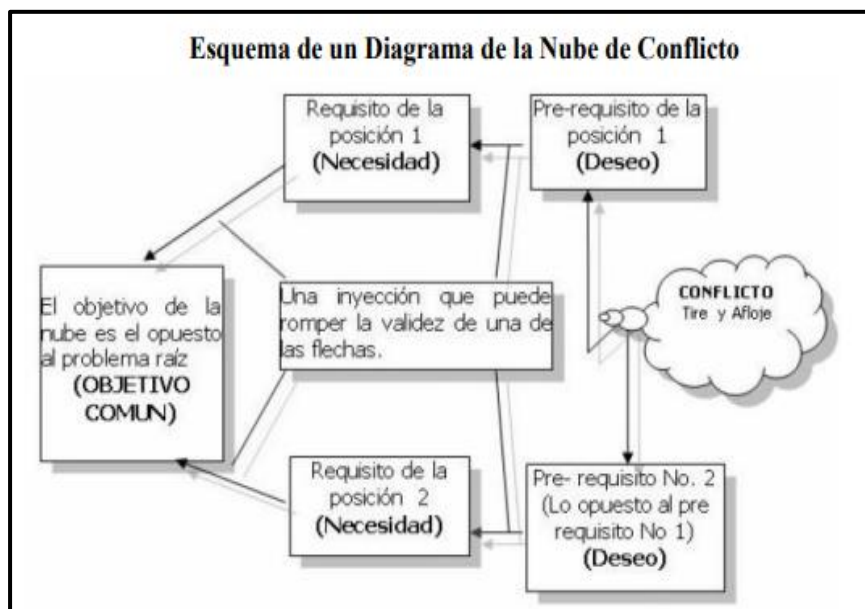 Esquema de un Diagrama de la Nube de Conflicto
Requisito de la
posición 1
(Necesidad)
Pre-requisito de la
posición 1
(Deseo)
El objetivo de la
nube es el opuesto
al problema raíz
(OBJETIVO
COMUN)
Una inyección que puede
romper la validez de una de
las flechas.
CONFLICTO
Tire y Afloje
Requisito de la
posición 2
(Necesidad)
Pre- requisito No. 2
(Lo opuesto al pre
requisito No 1)
(Deseo)